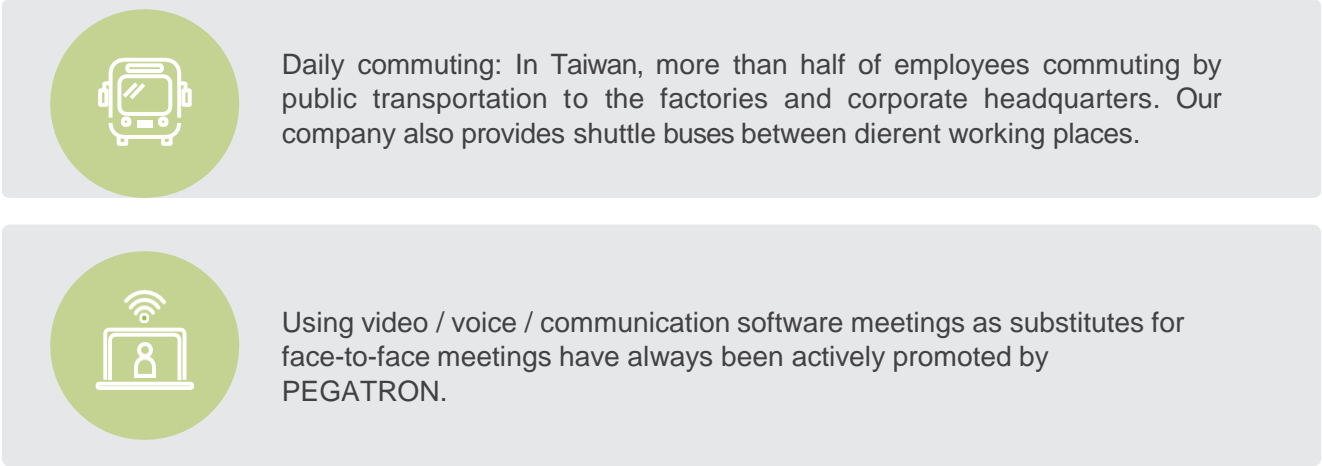 Daily commuting: In Taiwan, more than half of employees commuting by
public transportation to the factories and corporate headquarters. Our
company also provides shuttle buses between dierent working places.
Using video / voice / communication software meetings as substitutes for
face-to-face meetings have always been actively promoted by
PEGATRON.